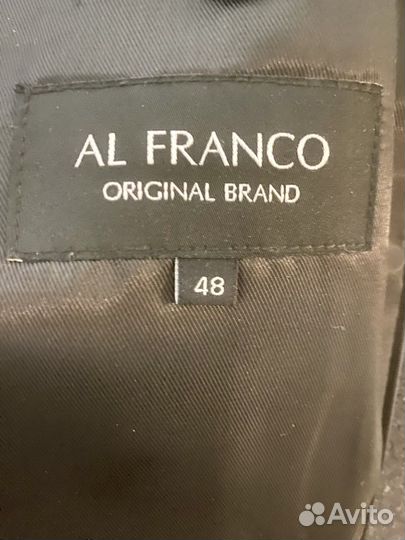 AL FRANCO
ORIGINAL BRAND
48
Avito